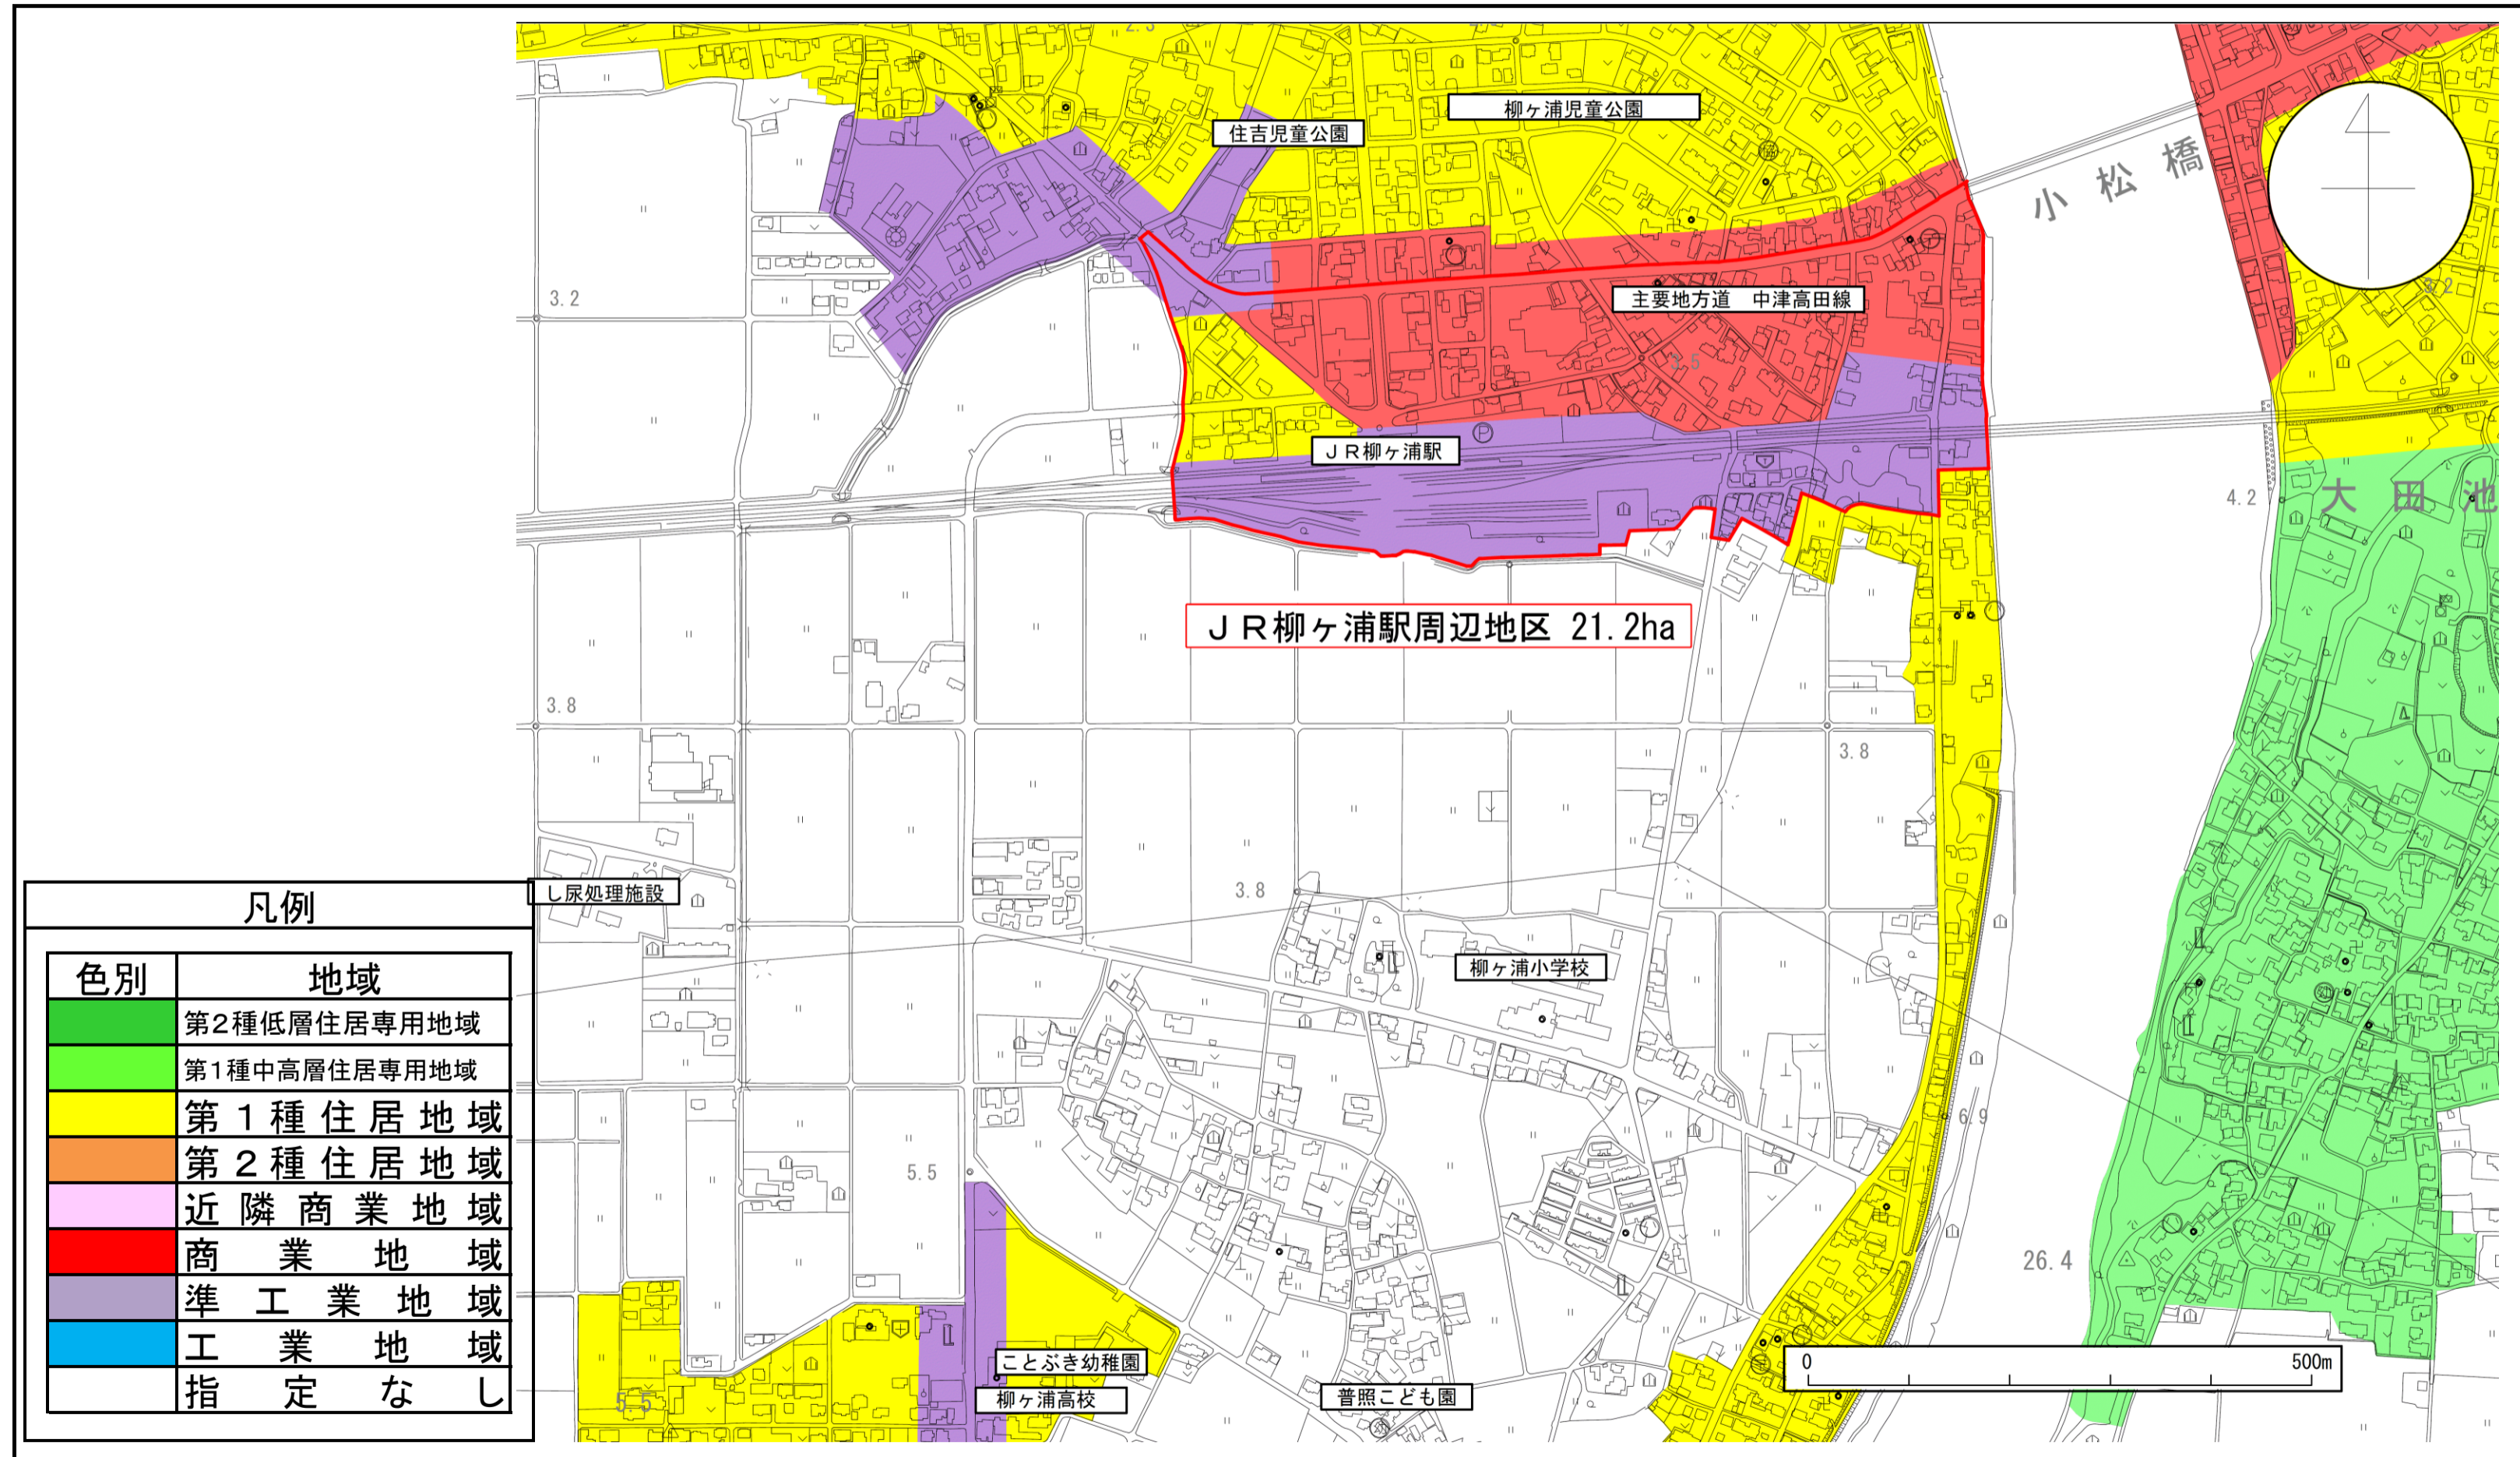 2.3
柳ヶ浦児童公園
住吉児童公園
小松橋
3.2
3.2
主要地方道　中津高田線
3.5
Ｐ
ＪＲ柳ヶ浦駅
4.2
大田池
ＪＲ柳ヶ浦駅周辺地区 21.2ha
3.8
3.8
し尿処理施設
3.8
柳ヶ浦小学校
6.9
5.5
26.4
ことぶき幼稚園
柳ヶ浦高校
普照こども園
5.5
0 500m
凡例
色別 地域
第2種低層住居専用地域
第1種中高層住居専用地域
第１種住居地域
第２種住居地域
近隣商業地域
商業地域
準工業地域
工業地域
指定なし